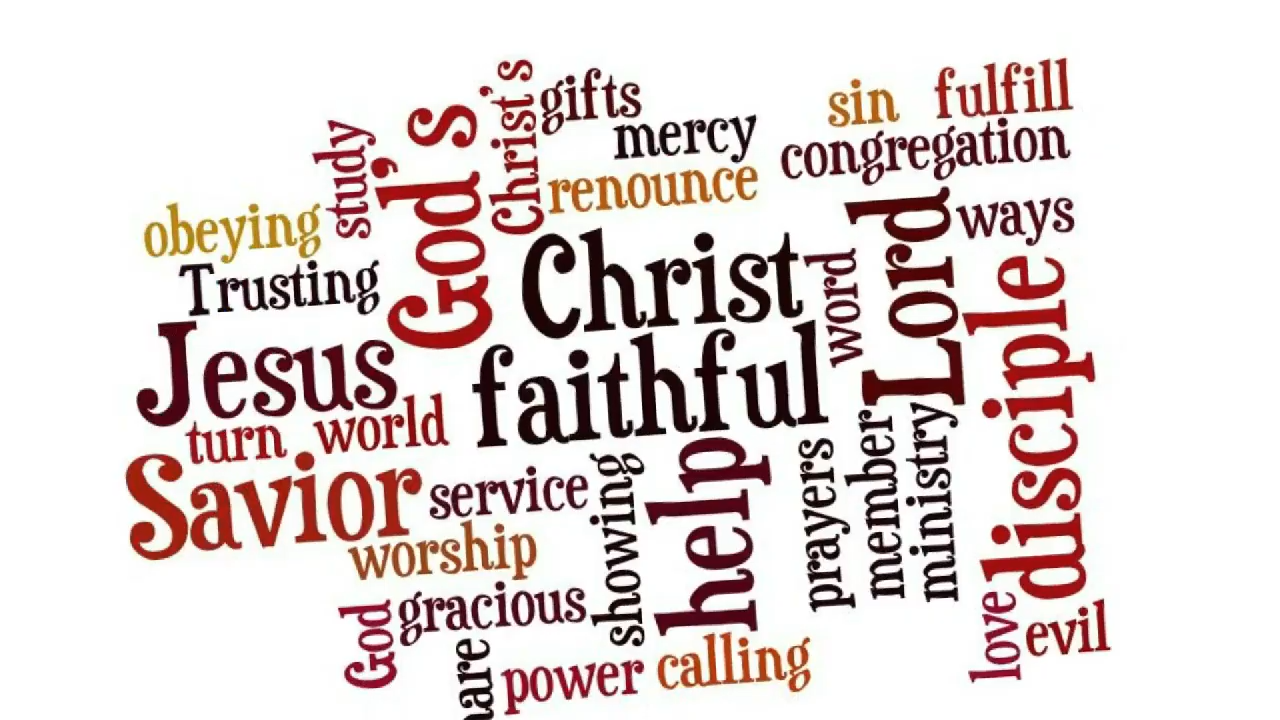 Christ's
gifts
sin
fulfill
God's
mercy
congregation
study
renounce
obeying
Lord
ways
Trusting
Christ
word
disciple
Jesus
faithful
turn
world
Savior
service
showing
help
prayers
member
ministry
worship
God
gracious
love
evil
power
calling